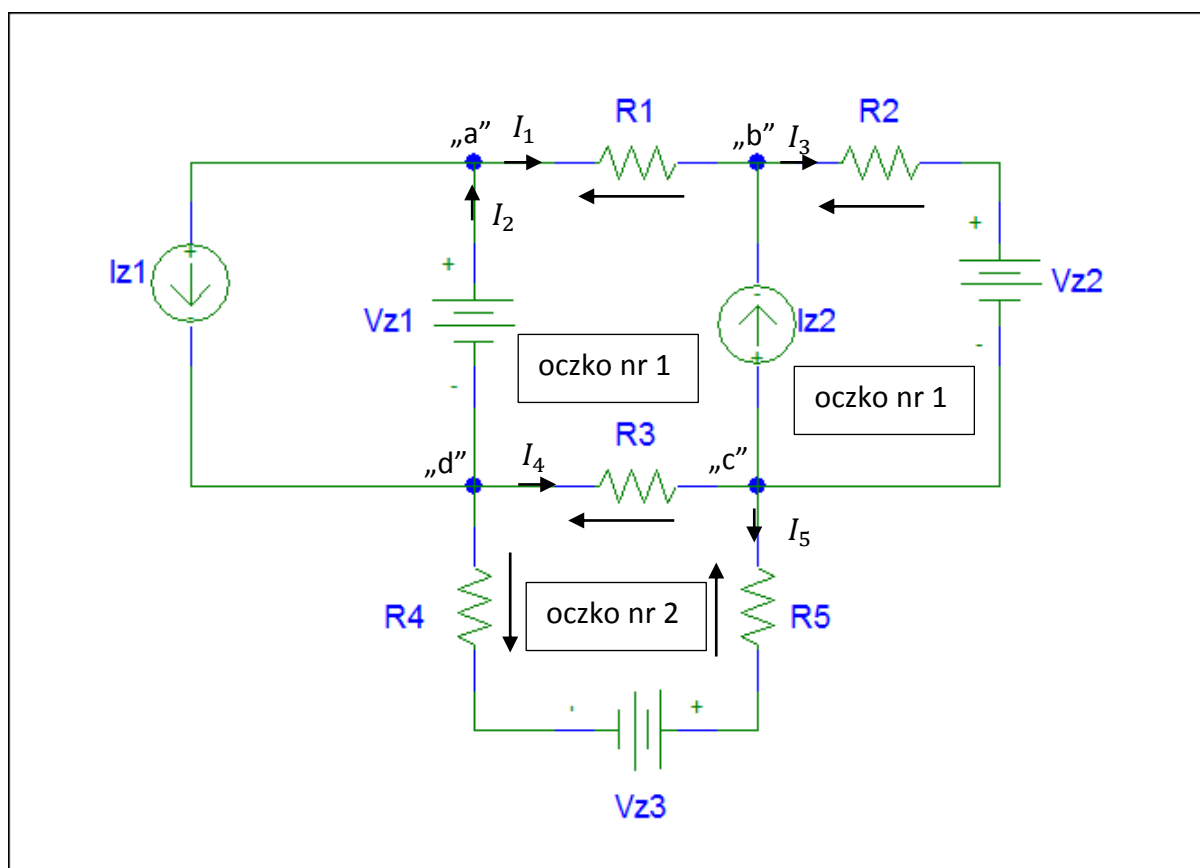 R1
R2
„a”
I₁
„b”
I₃
I₂
+
+
+
Iz1
-
Vz1
-
Iz2
+
Vz2
-
-
oczko nr 1
oczko nr 1
R3
„d”
I₄
„c”
I₅
R4
oczko nr 2
R5
-
+
Vz3